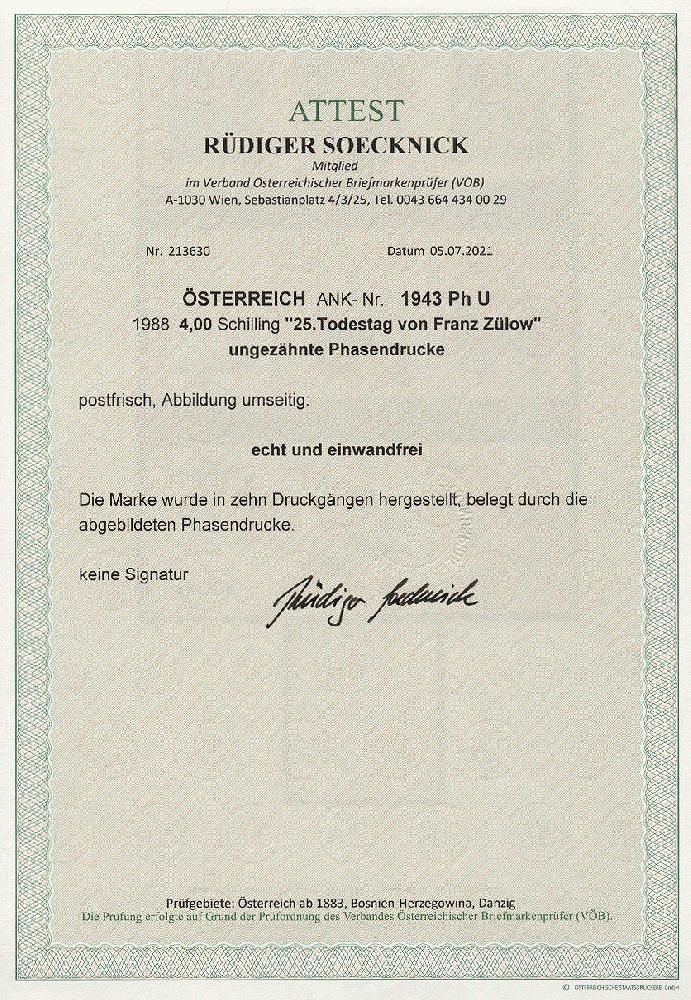 ATTEST
RÜDIGER SOECKNICK
Mitglied
im Verband Österreichischer Briefmarkenprüfer (VÖB)
A-1030 Wien, Sebastianplatz 4/3/25, Tel. 0043 664 434 00 29
Nr. 213630 Datum 05.07.2021
ÖSTERREICH ANK-Nr. 1943 Ph U
1988 4,00 Schilling "25.Todestag von Franz Zülow"
ungezähnte Phasendrucke
postfrisch, Abbildung umseitig:
echt und einwandfrei
Die Marke wurde in zehn Druckgängen hergestellt, belegt durch die
abgebildeten Phasendrucke.
keine Signatur
Rüdiger Soecknick
Prüfgebiete: Österreich ab 1883, Bosnien Herzegowina, Danzig
Die Prüfung erfolgte auf Grund der Prüfordnung des Verbandes Österreichischer Briefmarkenprüfer (VÖB).
(C) ÖSTERREICHISCHE STAATSDRUCKEREI GmbH